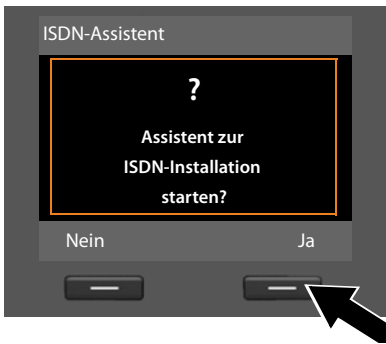 ISDN-Assistent
?
Assistent zur
ISDN-Installation
starten?
Nein Ja